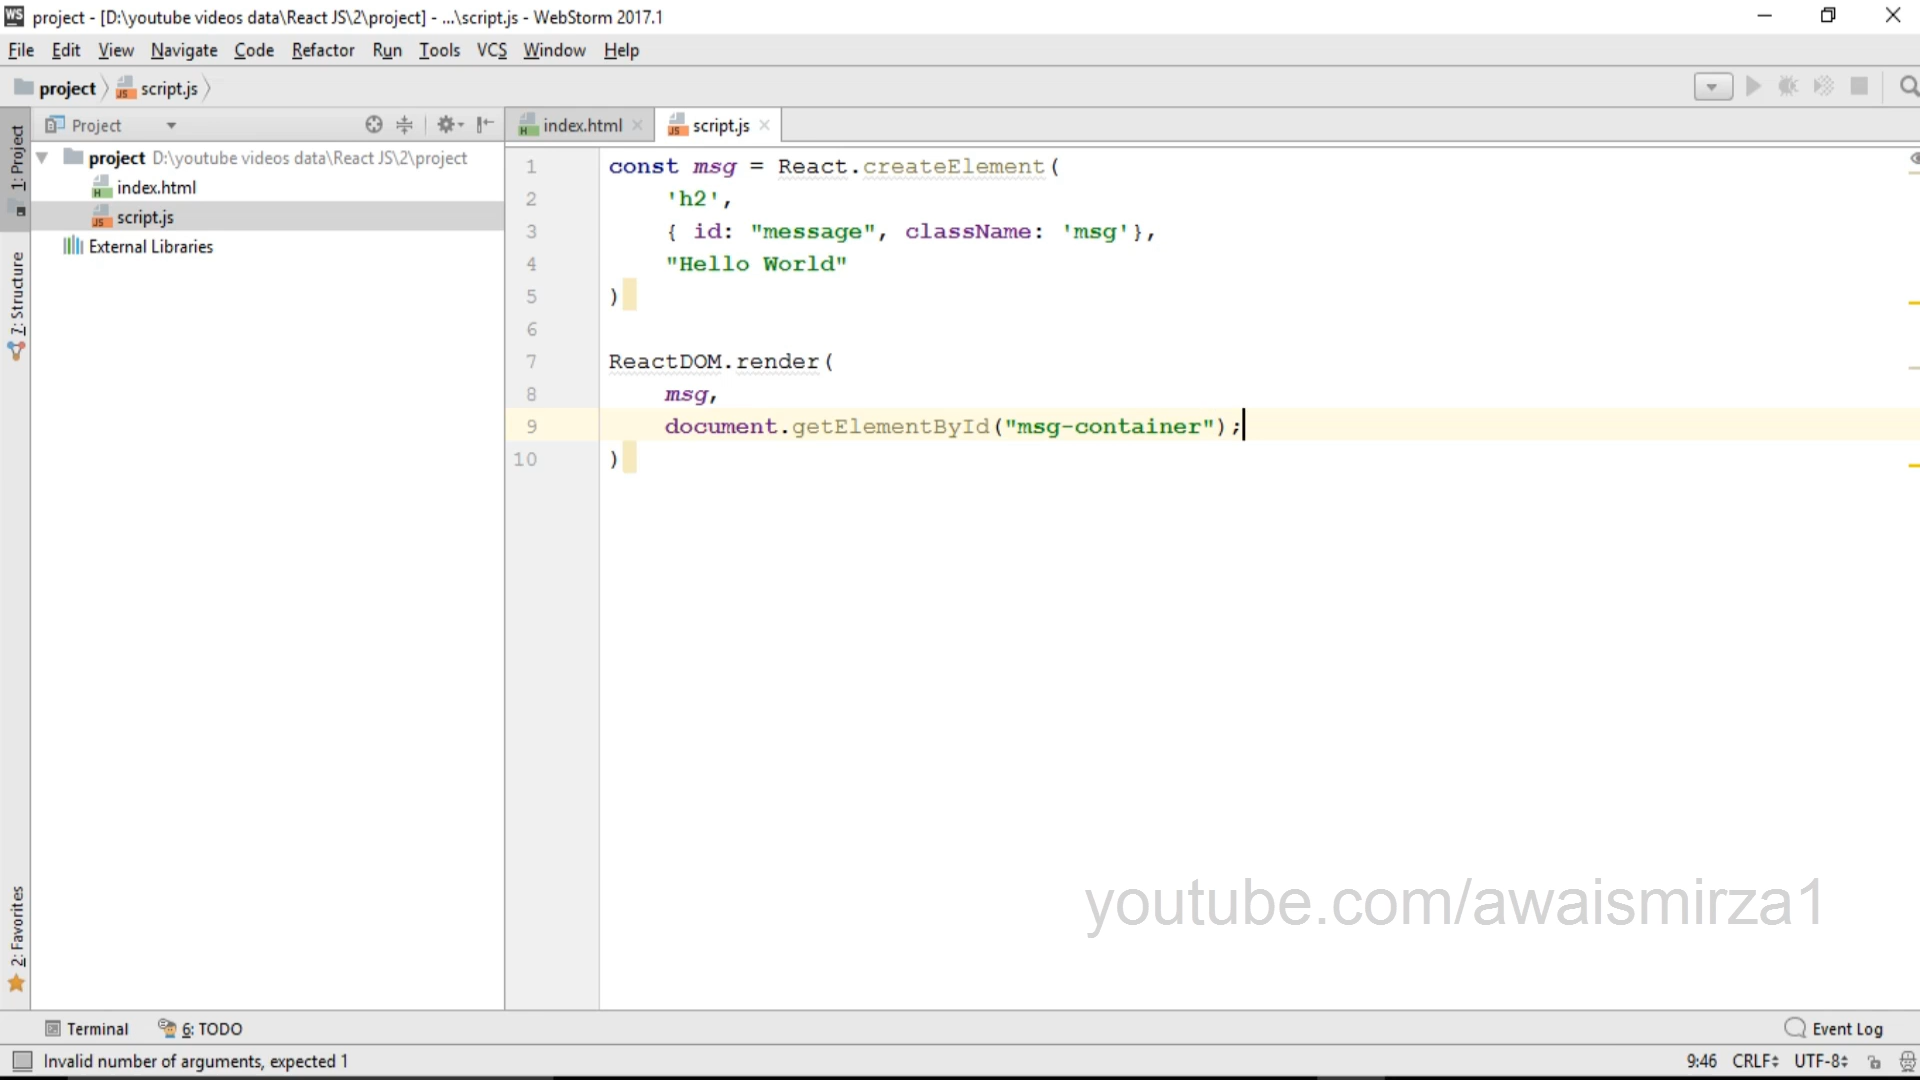 WS project - [D:\youtube videos data\React JS\2\project] - ...\script.js - WebStorm 2017.1
File Edit View Navigate Code Refactor Run Tools VCS Window Help
project script.js
1: Project
7: Structure
2: Favorites
Project
project D:\youtube videos data\React JS\2\project
index.html
script.js
External Libraries
index.html script.js
1 const msg = React.createElement(
2 'h2',
3 { id: "message", className: 'msg'},
4 "Hello World"
5 )
6
7 ReactDOM.render(
8 msg,
9 document.getElementById("msg-container");
10 )
youtube.com/awaismirza1
Terminal 6: TODO Event Log
Invalid number of arguments, expected 1 9:46 CRLF UTF-8